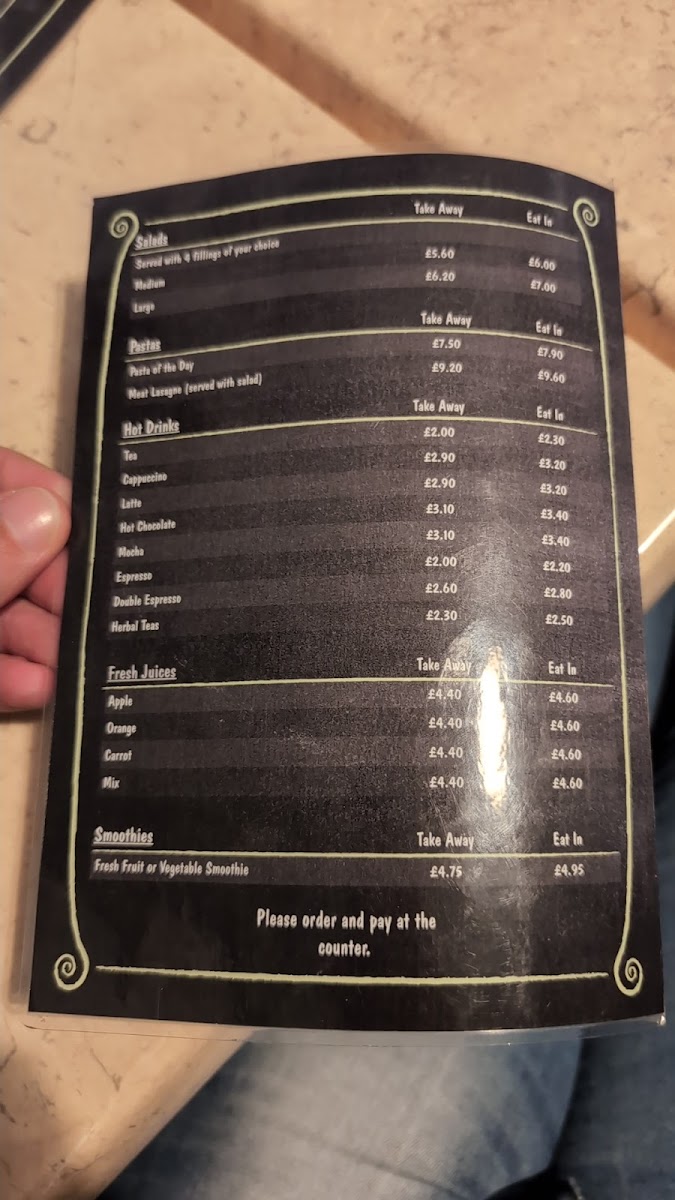 Take Away Eat In
Salads
Served with 4 fillings of your choice
Medium £5.60 £6.00
Large £6.20 £7.00
Pastas Take Away Eat In
Pasta of the Day £7.50 £7.90
Meat Lasagne (served with salad) £9.20 £9.60
Hot Drinks Take Away Eat In
Tea £2.00 £2.30
Cappuccino £2.90 £3.20
Latte £2.90 £3.20
Hot Chocolate £3.10 £3.40
Mocha £3.10 £3.40
Espresso £2.00 £2.20
Double Espresso £2.60 £2.80
Herbal Teas £2.30 £2.50
Fresh Juices Take Away Eat In
Apple £4.40 £4.60
Orange £4.40 £4.60
Carrot £4.40 £4.60
Mix £4.40 £4.60
Smoothies Take Away Eat In
Fresh Fruit or Vegetable Smoothie £4.75 £4.95
Please order and pay at the
counter.